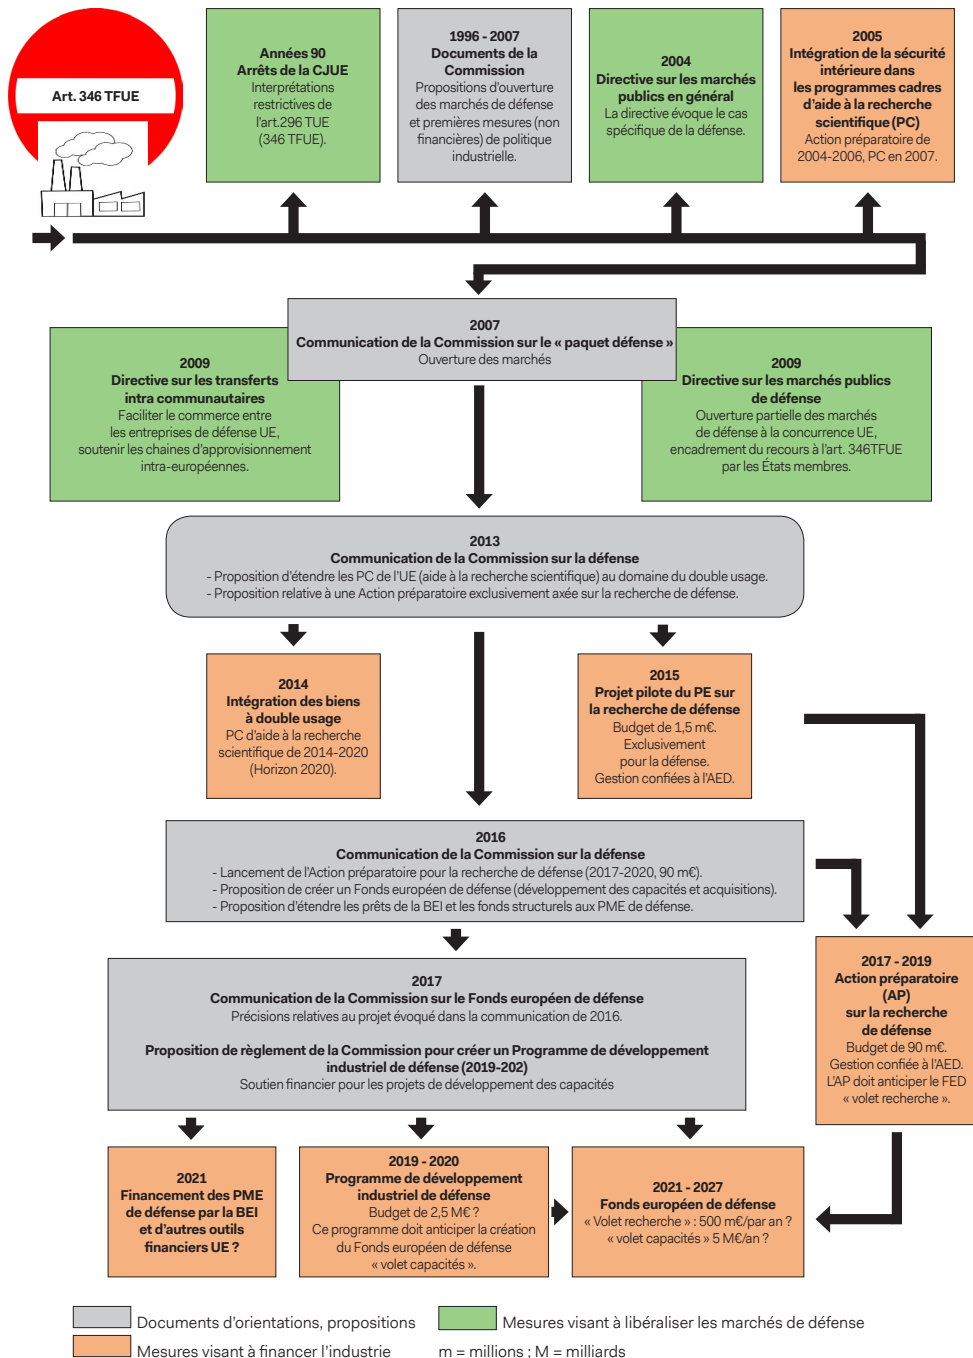 Art. 346 TFUE
Années 90
Arrêts de la CJUE
Interprétations
restrictives de
l'art.296 TUE
(346 TFUE).
1996 - 2007
Documents de la
Commission
Propositions d'ouverture
des marchés de défense
et premières mesures (non
financières) de politique
industrielle.
2004
Directive sur les marchés
publics en général
La directive évoque le cas
spécifique de la défense.
2005
Intégration de la sécurité
intérieure dans
les programmes cadres
d'aide à la recherche
scientifique (PC)
Action préparatoire de
2004-2006, PC en 2007.
2007
Communication de la Commission sur le « paquet défense »
Ouverture des marchés
2009
Directive sur les transferts
intra communautaires
Faciliter le commerce entre
les entreprises de défense UE,
soutenir les chaines d'approvisionnement
intra-européennes.
2009
Directive sur les marchés publics
de défense
Ouverture partielle des marchés
de défense à la concurrence UE,
encadrement du recours à l'art. 346TFUE
par les États membres.
2013
Communication de la Commission sur la défense
- Proposition d'étendre les PC de l'UE (aide à la recherche scientifique) au domaine du double usage.
- Proposition relative à une Action préparatoire exclusivement axée sur la recherche de défense.
2014
Intégration des biens
à double usage
PC d'aide à la recherche
scientifique de 2014-2020
(Horizon 2020).
2015
Projet pilote du PE sur
la recherche de défense
Budget de 1,5 m€.
Exclusivement
pour la défense.
Gestion confiées à l'AED.
2016
Communication de la Commission sur la défense
- Lancement de l'Action préparatoire pour la recherche de défense (2017-2020, 90 m€).
- Proposition de créer un Fonds européen de défense (développement des capacités et acquisitions).
- Proposition d'étendre les prêts de la BEI et les fonds structurels aux PME de défense.
2017 - 2019
Action préparatoire
(AP)
sur la recherche
de défense
Budget de 90 m€.
Gestion confiée à l'AED.
L'AP doit anticiper le FED
« volet recherche ».
2017
Communication de la Commission sur le Fonds européen de défense
Précisions relatives au projet évoqué dans la communication de 2016.
Proposition de règlement de la Commission pour créer un Programme de développement
industriel de défense (2019-202)
Soutien financier pour les projets de développement des capacités
2021
Financement des PME
de défense par la BEI
et d'autres outils
financiers UE ?
2019 - 2020
Programme de développement
industriel de défense
Budget de 2,5 M€ ?
Ce programme doit anticiper la création
du Fonds européen de défense
« volet capacités ».
2021 - 2027
Fonds européen de défense
« Volet recherche » : 500 m€/par an ?
« volet capacités » 5 M€/an ?
Documents d'orientations, propositions
Mesures visant à libéraliser les marchés de défense
Mesures visant à financer l'industrie
m = millions ; M = milliards